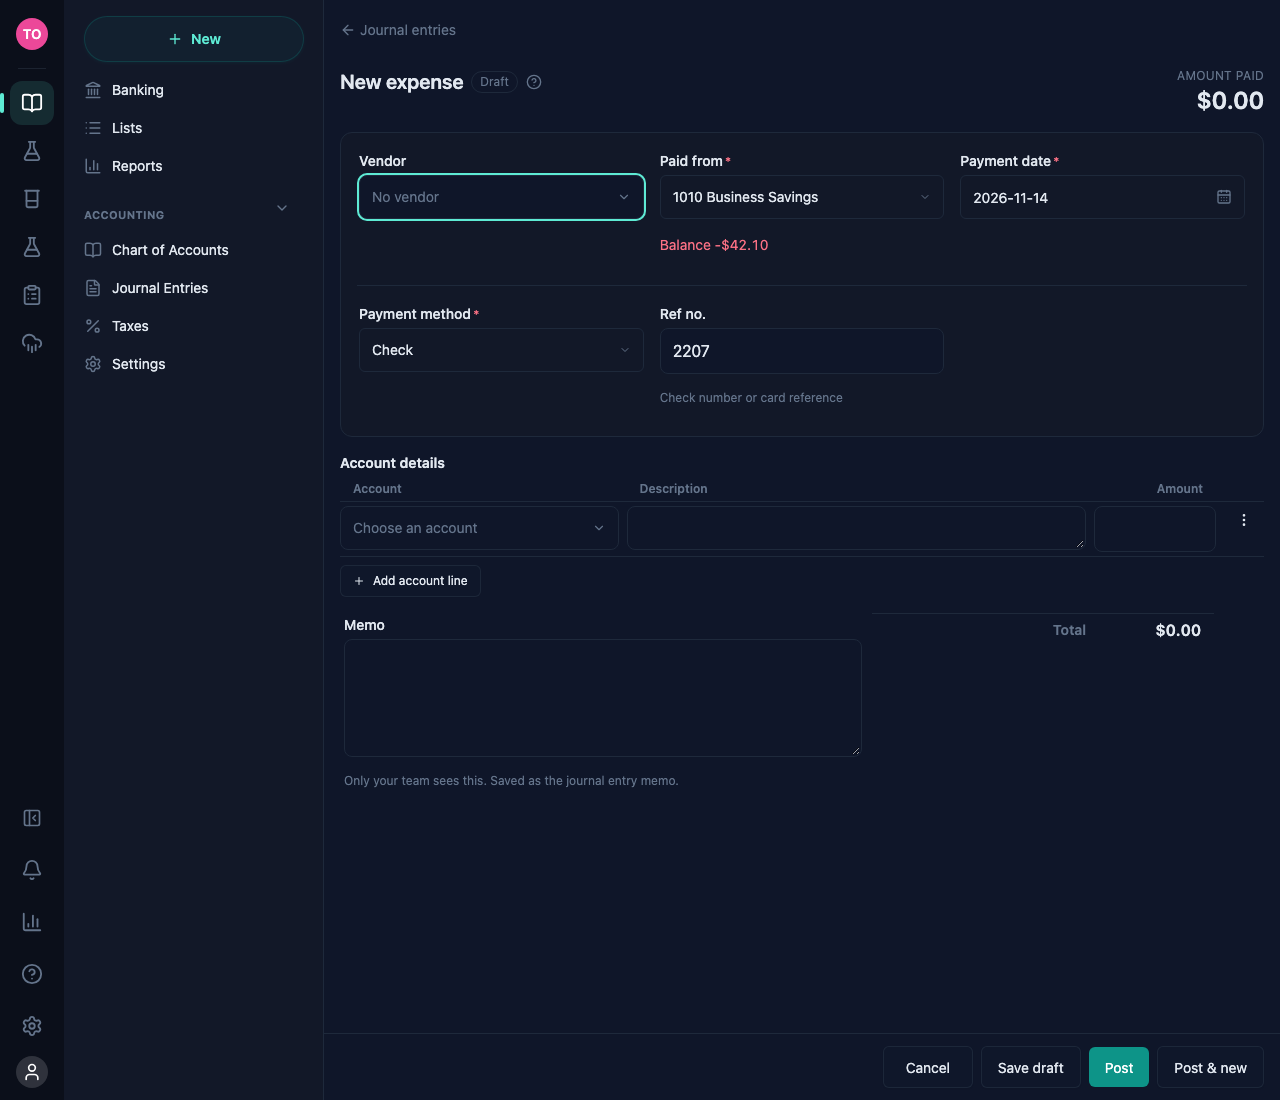 TO
New
Banking
Lists
Reports
ACCOUNTING
Chart of Accounts
Journal Entries
Taxes
Settings
Journal entries
New expense Draft
AMOUNT PAID
$0.00
Vendor
No vendor
Paid from *
1010 Business Savings
Balance -$42.10
Payment date *
2026-11-14
Payment method *
Check
Ref no.
2207
Check number or card reference
Account details
Account Description Amount
Choose an account
Add account line
Memo
Total $0.00
Only your team sees this. Saved as the journal entry memo.
Cancel Save draft Post Post & new